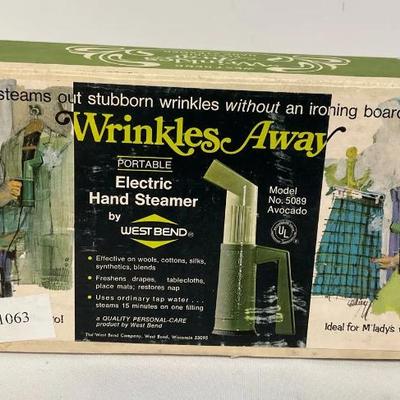 Wrinkles Away
steams out stubborn wrinkles without an ironing board
Wrinkles Away
PORTABLE
Electric
Hand Steamer
by
WEST BEND®
Model
No. 5089
Avocado
UL
• Effective on wools, cottons, silks,
synthetics, blends
• Freshens drapes, tablecloths,
place mats; restores nap
• Uses ordinary tap water . . .
steams 15 minutes on one filling
a QUALITY PERSONAL-CARE
product by West Bend
The West Bend Company, West Bend, Wisconsin 53095
1063
Ideal for M'lady's